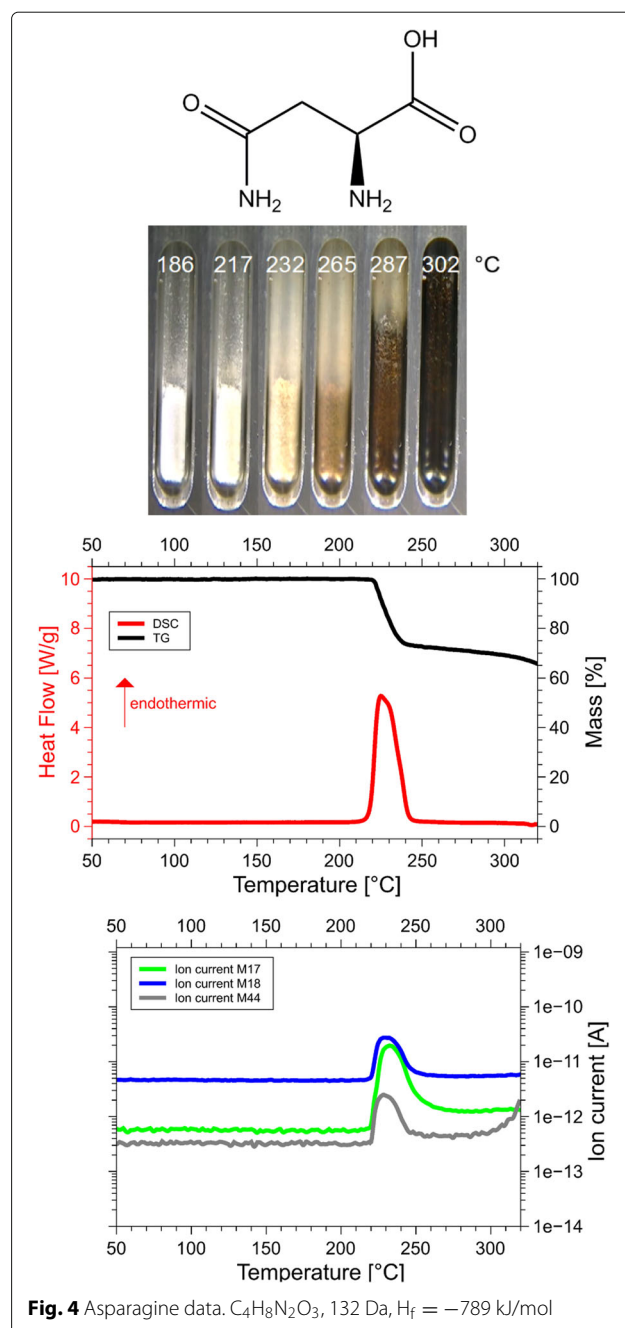 OH
O
O
NH₂
NH₂
186 217 232 265 287 302 °C
50 100 150 200 250 300
10 100
8 80
6 60
4 40
2 20
0 0
DSC
TG
endothermic
Heat Flow [W/g]
Mass [%]
50 100 150 200 250 300
Temperature [°C]
50 100 150 200 250 300
Ion current M17
Ion current M18
Ion current M44
1e-09
1e-10
1e-11
1e-12
1e-13
1e-14
Ion current [A]
50 100 150 200 250 300
Temperature [°C]
Fig. 4 Asparagine data. C₄H₈N₂O₃, 132 Da, H_f = −789 kJ/mol